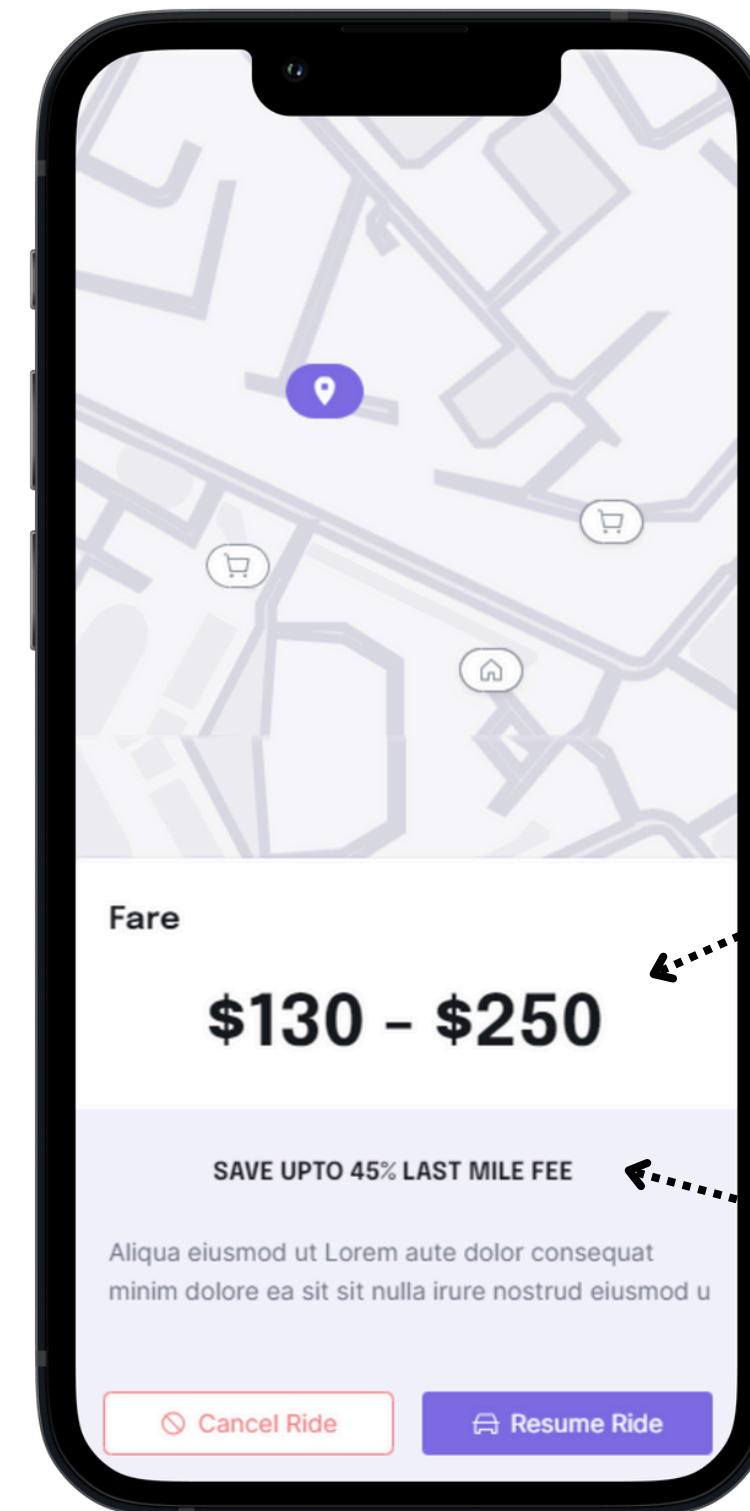 Fare
$130 - $250
SAVE UPTO 45% LAST MILE FEE
Aliqua eiusmod ut Lorem aute dolor consequat
minim dolore ea sit sit nulla irure nostrud eiusmod u
Cancel Ride
Resume Ride